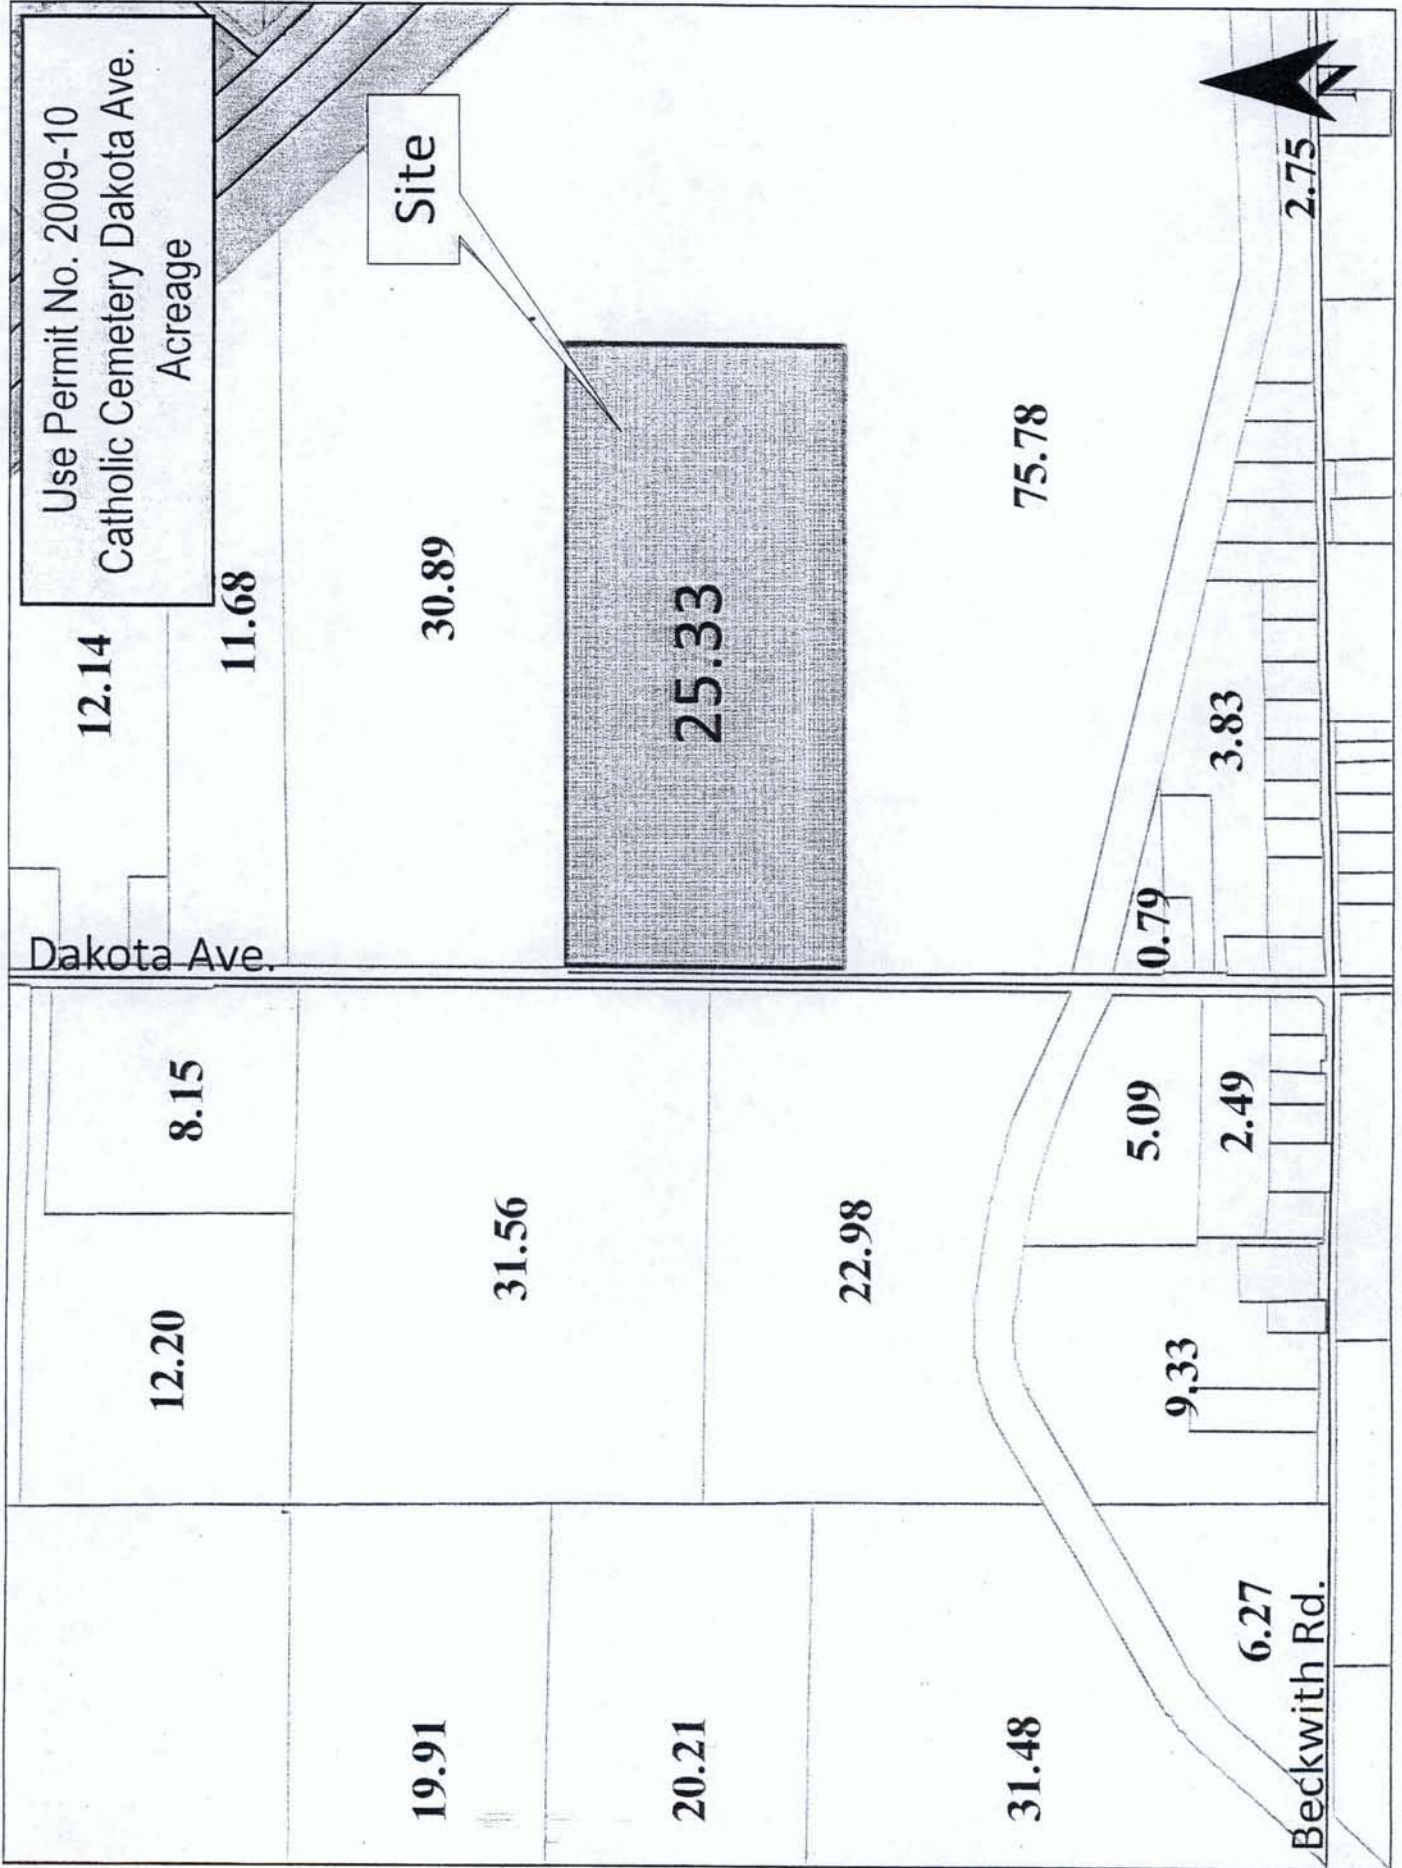 Use Permit No. 2009-10
Catholic Cemetery Dakota Ave.
Acreage
12.14
11.68
Site
30.89
25.33
75.78
2.75
3.83
0.79
Dakota Ave.
8.15
12.20
31.56
22.98
5.09
2.49
9.33
19.91
20.21
31.48
6.27
Beckwith Rd.
N